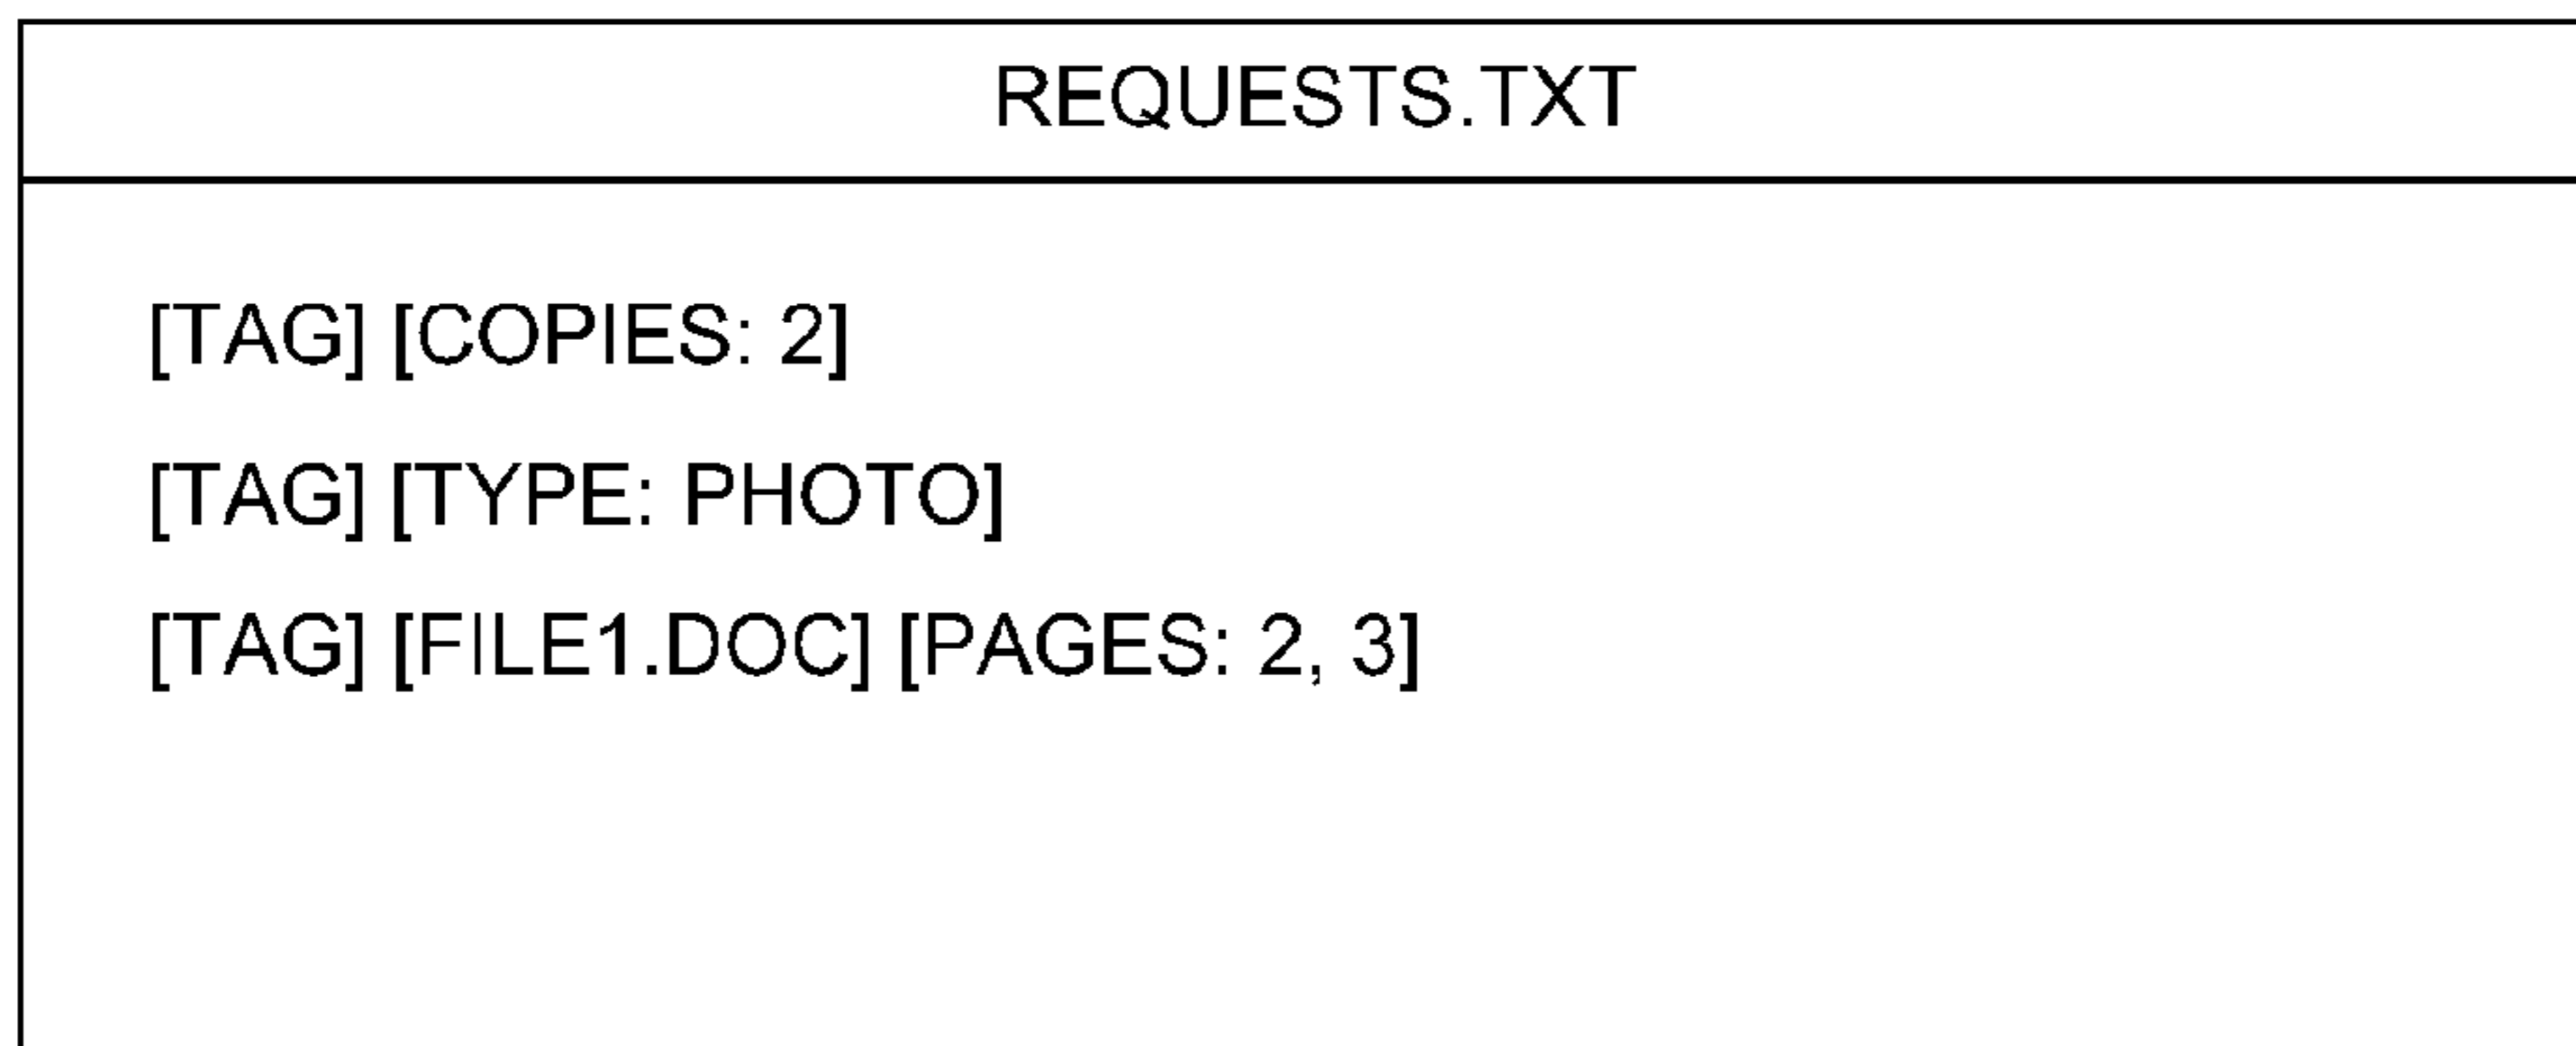 REQUESTS.TXT
[TAG] [COPIES: 2]
[TAG] [TYPE: PHOTO]
[TAG] [FILE1.DOC] [PAGES: 2, 3]